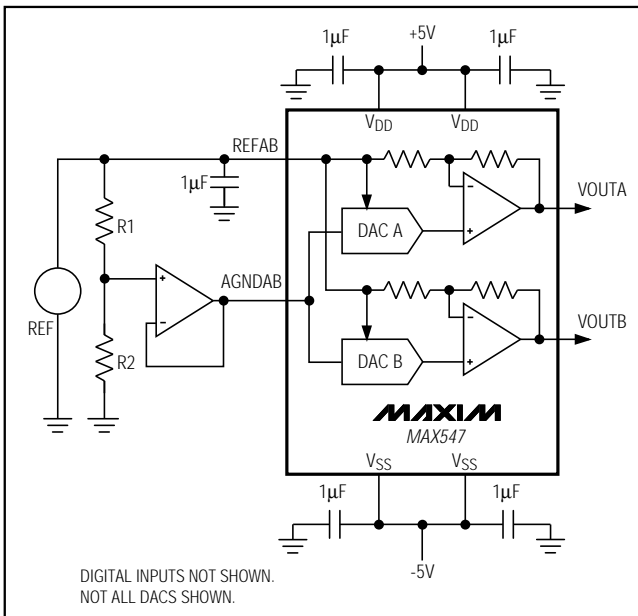 1μF
+5V
1μF
VDD
VDD
REFAB
1μF
R1
DAC A
VOUTA
AGNDAB
REF
R2
DAC B
VOUTB
MAXIM
MAX547
VSS
VSS
1μF
1μF
-5V
DIGITAL INPUTS NOT SHOWN.
NOT ALL DACS SHOWN.
+
-
-
+
-
+